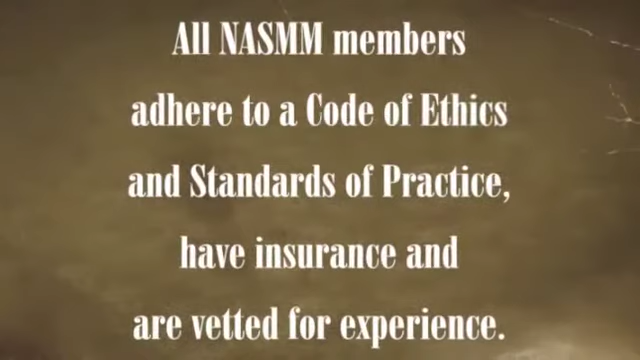 All NASMM members
adhere to a Code of Ethics
and Standards of Practice,
have insurance and
are vetted for experience.